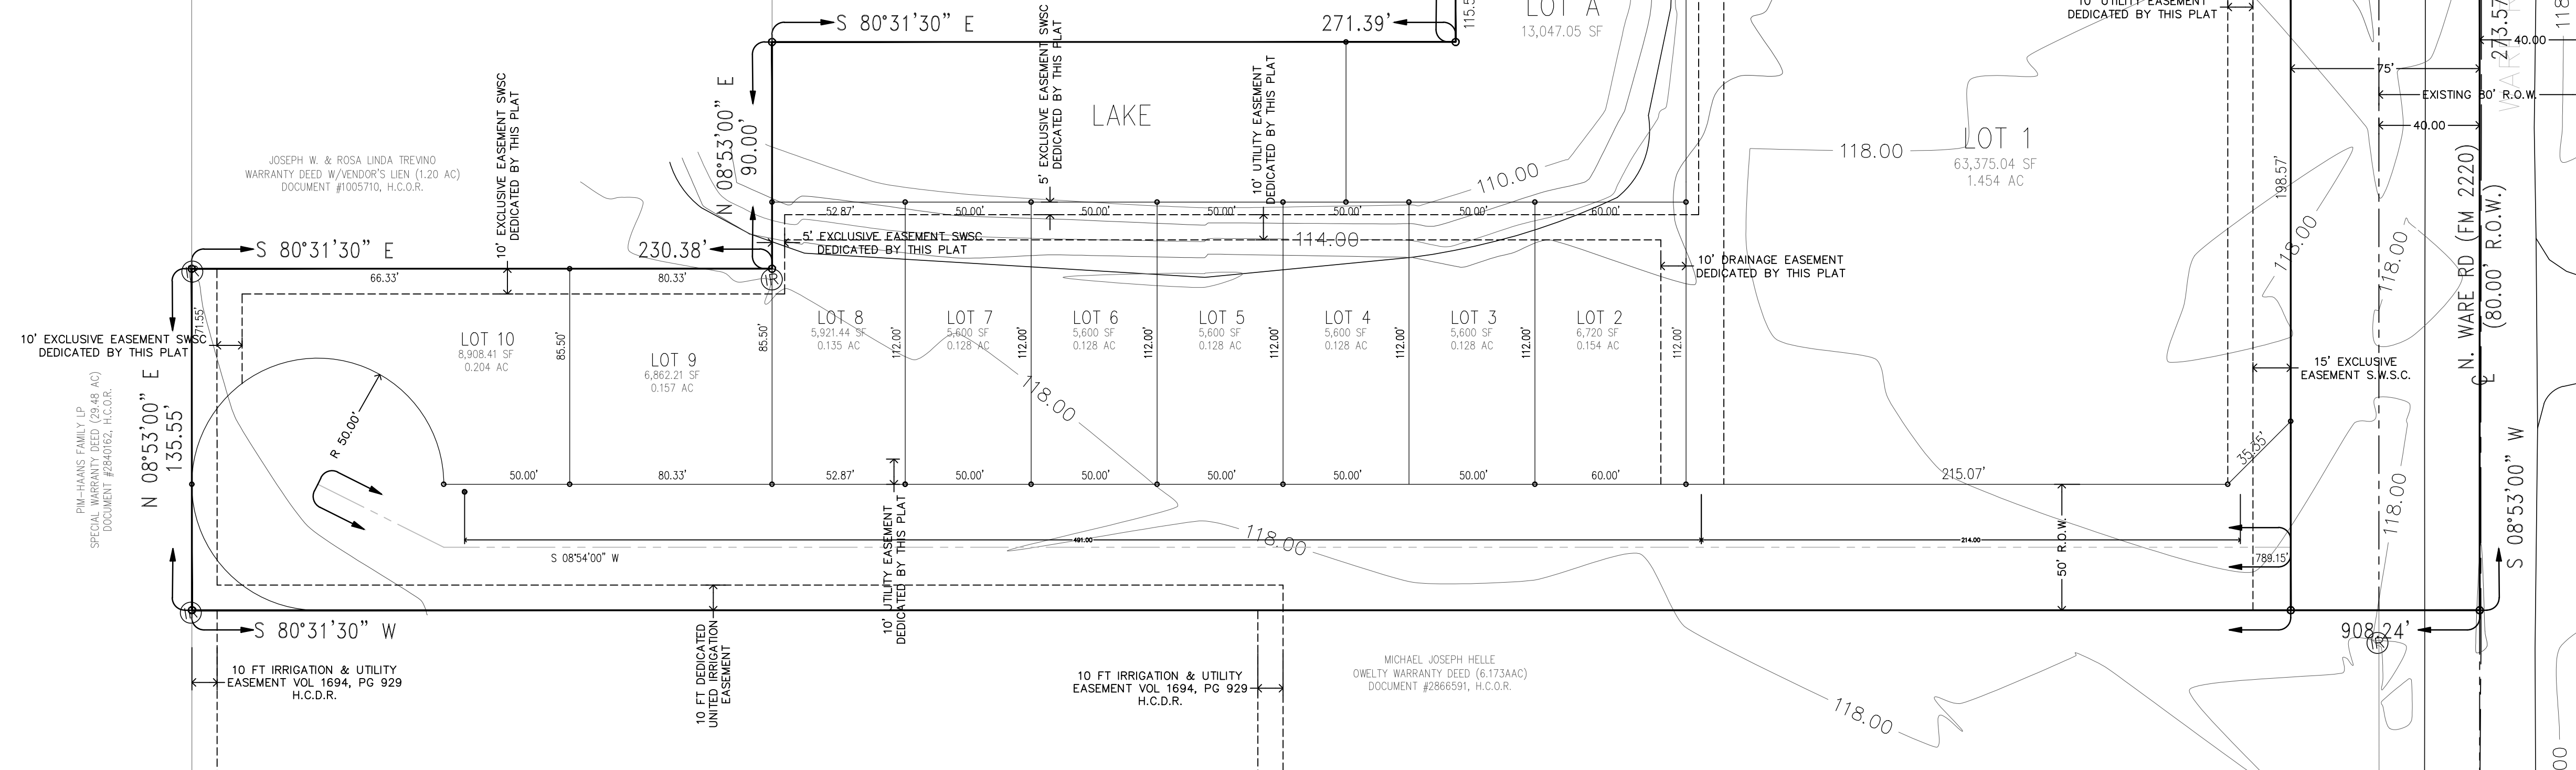 S 80°31'30" E
271.39'
115.5
LOT A
13,047.05 SF
10' UTILITY EASEMENT
DEDICATED BY THIS PLAT
273.57
118
40.00
75'
EXISTING 80' R.O.W.
40.00
N 08°53'00" E
90.00'
LAKE
5' EXCLUSIVE EASEMENT SWSC
DEDICATED BY THIS PLAT
10' UTILITY EASEMENT
DEDICATED BY THIS PLAT
10' EXCLUSIVE EASEMENT SWSC
DEDICATED BY THIS PLAT
JOSEPH W. & ROSA LINDA TREVINO
WARRANTY DEED W/VENDOR'S LIEN (1.20 AC)
DOCUMENT #1005710, H.C.O.R.
110.00
118.00
LOT 1
63,375.04 SF
1.454 AC
198.57'
118.00
118.00
N. WARE RD (FM 2220)
(80.00' R.O.W.)
52.87'
50.00'
50.00'
50.00'
50.00'
50.00'
60.00'
5' EXCLUSIVE EASEMENT SWSC
DEDICATED BY THIS PLAT
114.00
10' DRAINAGE EASEMENT
DEDICATED BY THIS PLAT
S 80°31'30" E
230.38'
IR
IR
66.33'
80.33'
71.55'
10' EXCLUSIVE EASEMENT SWSC
DEDICATED BY THIS PLAT
LOT 10
8,908.41 SF
0.204 AC
85.50'
LOT 9
6,862.21 SF
0.157 AC
85.50'
LOT 8
5,921.44 SF
0.135 AC
112.00'
LOT 7
5,600 SF
0.128 AC
112.00'
LOT 6
5,600 SF
0.128 AC
112.00'
LOT 5
5,600 SF
0.128 AC
112.00'
LOT 4
5,600 SF
0.128 AC
112.00'
LOT 3
5,600 SF
0.128 AC
112.00'
LOT 2
6,720 SF
0.154 AC
112.00'
15' EXCLUSIVE
EASEMENT S.W.S.C.
118.00
PIM-HAANS FAMILY LP
SPECIAL WARRANTY DEED (29.48 AC)
DOCUMENT #2840162, H.C.O.R.
N 08°53'00" E
135.55'
R 50.00'
50.00'
80.33'
52.87'
50.00'
50.00'
50.00'
50.00'
50.00'
60.00'
215.07'
35.35'
118.00
S 08°53'00" W
10' UTILITY EASEMENT
DEDICATED BY THIS PLAT
118.00
491.00
214.00
50' R.O.W.
S 08°54'00" W
789.15'
IR
S 80°31'30" W
908.24'
IR
10 FT IRRIGATION & UTILITY
EASEMENT VOL 1694, PG 929
H.C.D.R.
10 FT DEDICATED
UNITED IRRIGATION
EASEMENT
10 FT IRRIGATION & UTILITY
EASEMENT VOL 1694, PG 929
H.C.D.R.
MICHAEL JOSEPH HELLE
OWELTY WARRANTY DEED (6.173AAC)
DOCUMENT #2866591, H.C.O.R.
118.00
00